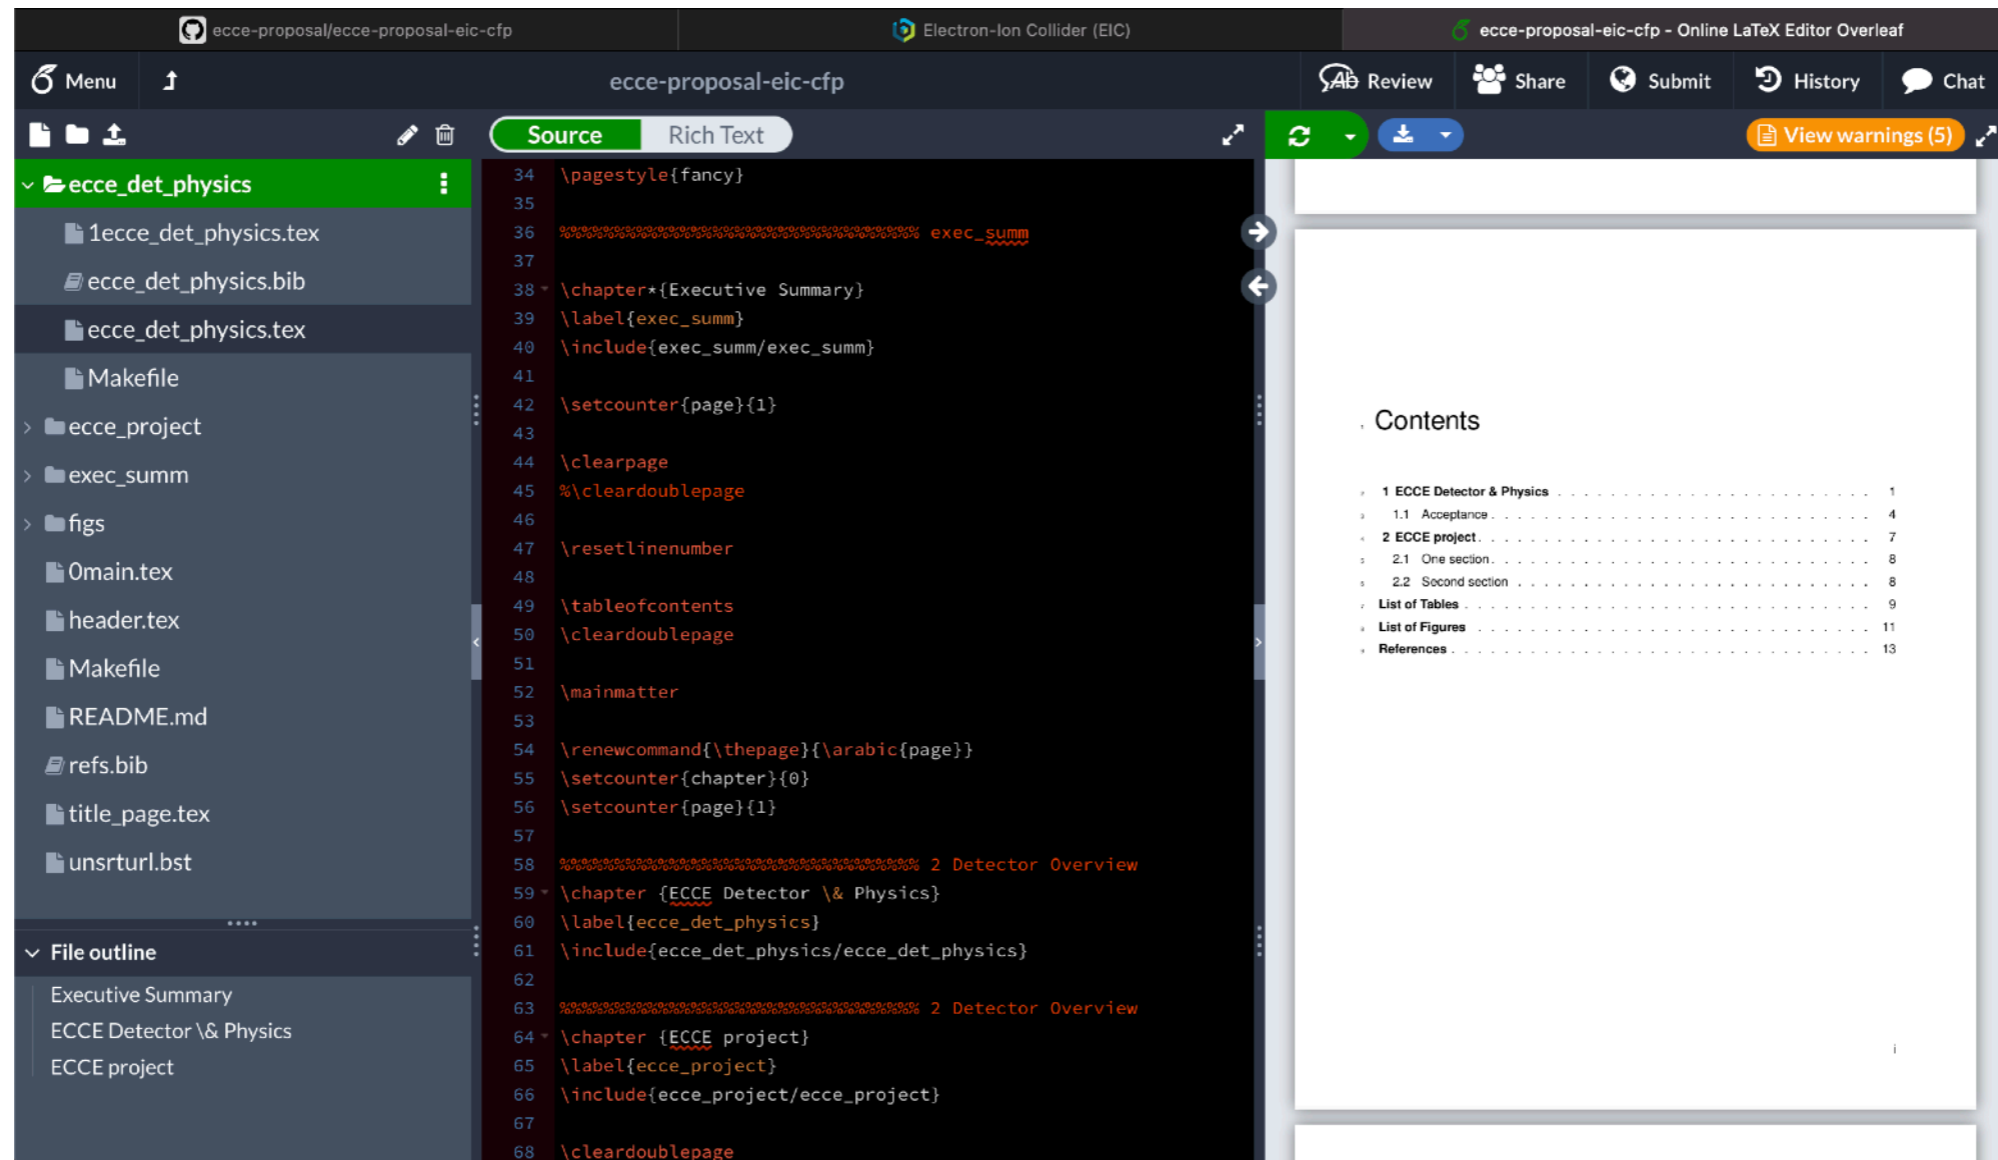 ecce-proposal/ecce-proposal-eic-cfp
Electron-Ion Collider (EIC)
ecce-proposal-eic-cfp - Online LaTeX Editor Overleaf
Menu
ecce-proposal-eic-cfp
Review
Share
Submit
History
Chat
Source
Rich Text
View warnings (5)
ecce_det_physics
1ecce_det_physics.tex
ecce_det_physics.bib
ecce_det_physics.tex
Makefile
ecce_project
exec_summ
figs
0main.tex
header.tex
Makefile
README.md
refs.bib
title_page.tex
unsrturl.bst
File outline
Executive Summary
ECCE Detector \& Physics
ECCE project
34 \pagestyle{fancy}
35
36 %%%%%%%%%%%%%%%%%%%%%%%%%%%%%%%%% exec_summ
37
38 \chapter*{Executive Summary}
39 \label{exec_summ}
40 \include{exec_summ/exec_summ}
41
42 \setcounter{page}{1}
43
44 \clearpage
45 %\cleardoublepage
46
47 \resetlinenumber
48
49 \tableofcontents
50 \cleardoublepage
51
52 \mainmatter
53
54 \renewcommand{\thepage}{\arabic{page}}
55 \setcounter{chapter}{0}
56 \setcounter{page}{1}
57
58 %%%%%%%%%%%%%%%%%%%%%%%%%%%%%%%%% 2 Detector Overview
59 \chapter {ECCE Detector \& Physics}
60 \label{ecce_det_physics}
61 \include{ecce_det_physics/ecce_det_physics}
62
63 %%%%%%%%%%%%%%%%%%%%%%%%%%%%%%%%% 2 Detector Overview
64 \chapter {ECCE project}
65 \label{ecce_project}
66 \include{ecce_project/ecce_project}
67
68 \cleardoublepage
Contents
1 ECCE Detector & Physics . . . . . . . . . . . . . . . . . . . . . . . . 1
1.1 Acceptance . . . . . . . . . . . . . . . . . . . . . . . . . . . . . 4
2 ECCE project . . . . . . . . . . . . . . . . . . . . . . . . . . . . . . 7
2.1 One section . . . . . . . . . . . . . . . . . . . . . . . . . . . . . 8
2.2 Second section . . . . . . . . . . . . . . . . . . . . . . . . . . . 8
List of Tables . . . . . . . . . . . . . . . . . . . . . . . . . . . . . . . 9
List of Figures . . . . . . . . . . . . . . . . . . . . . . . . . . . . . . 11
References . . . . . . . . . . . . . . . . . . . . . . . . . . . . . . . . 13
i